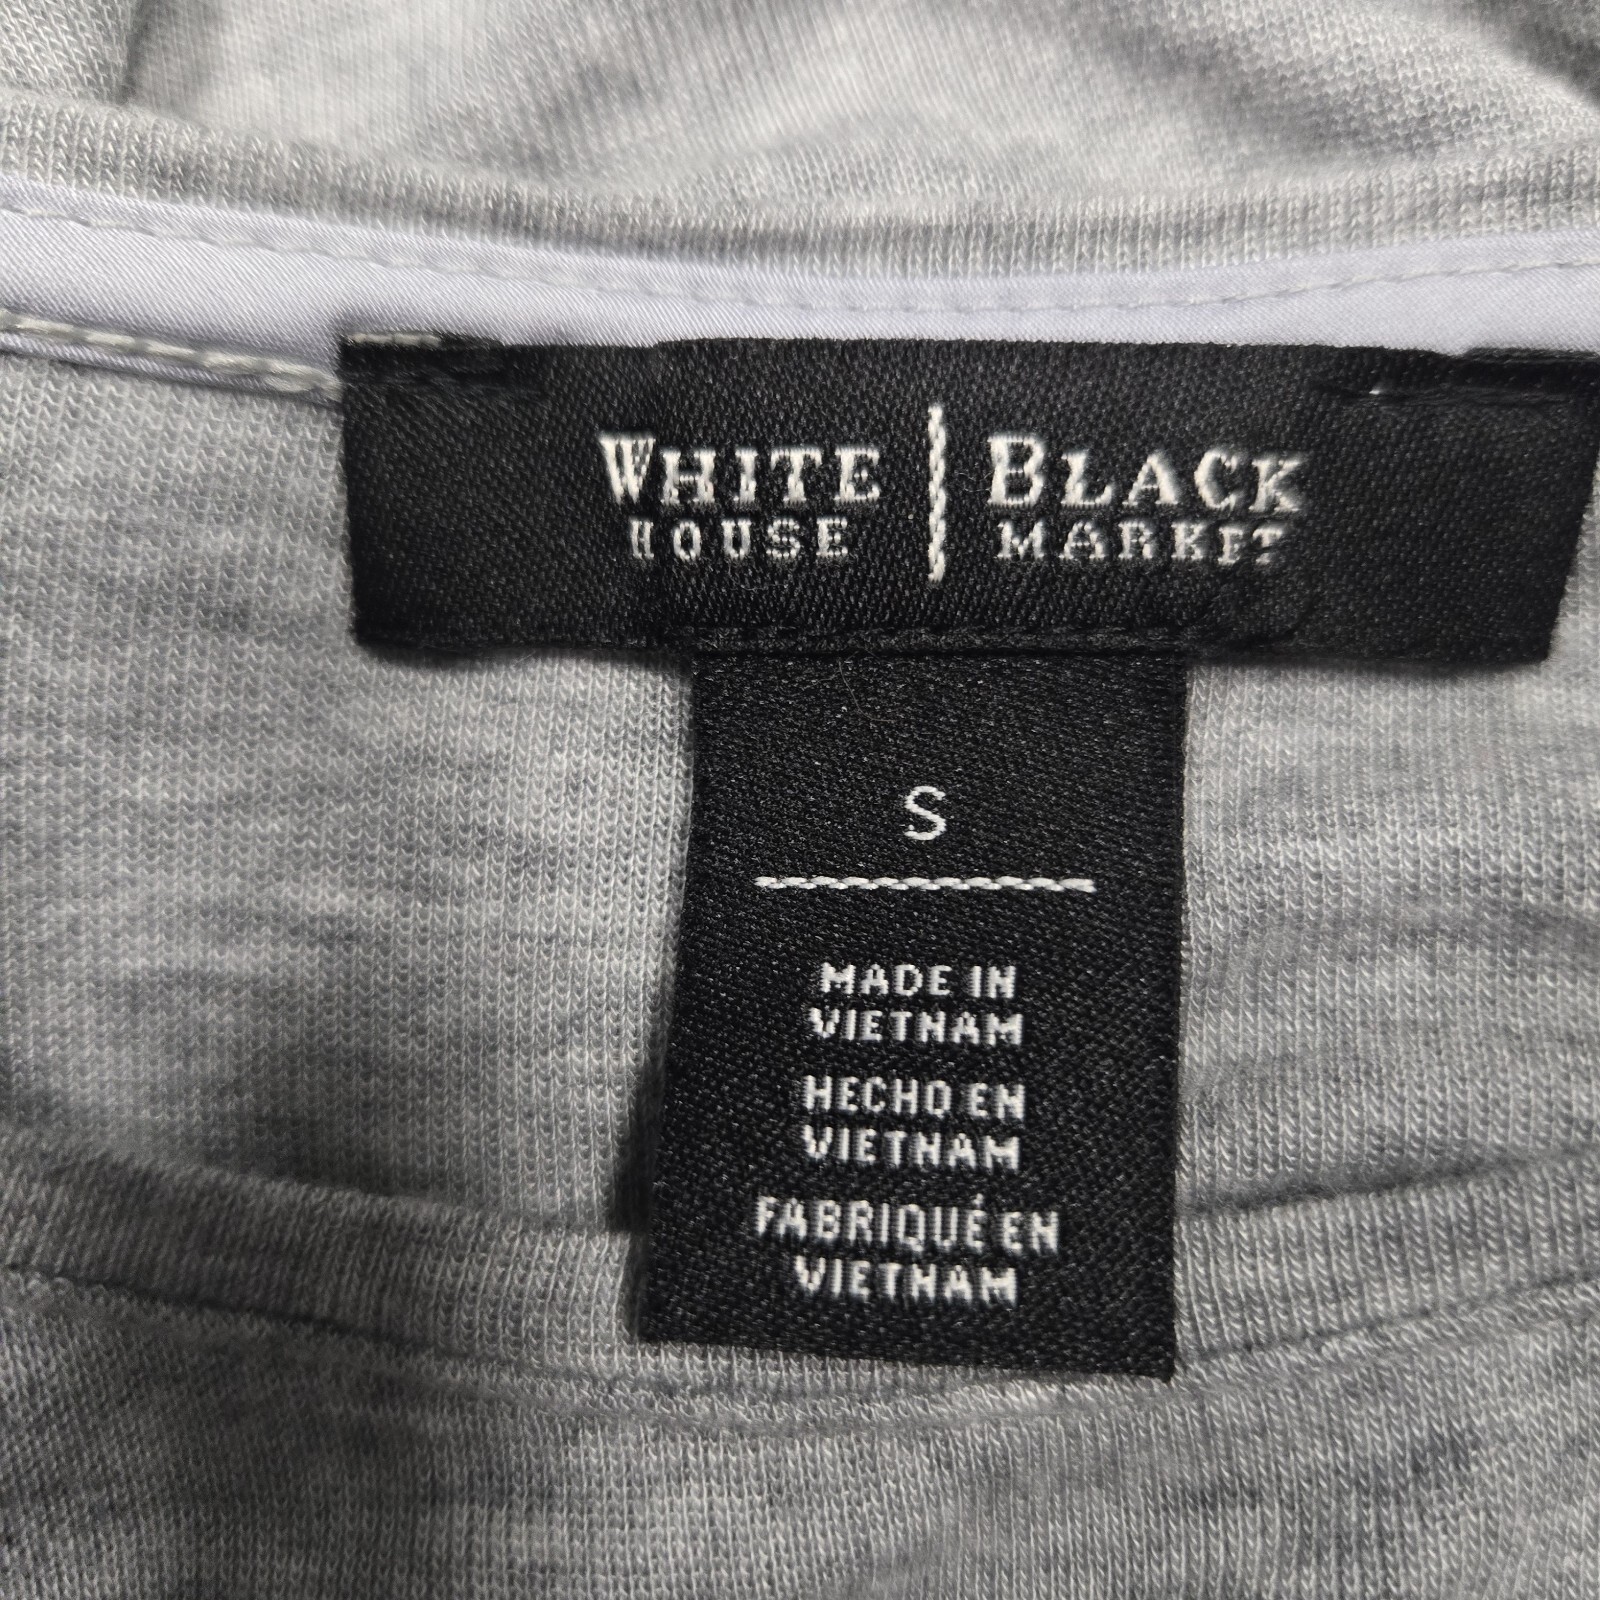 WHITE | BLACK
HOUSE | MARKET
S
MADE IN
VIETNAM
HECHO EN
VIETNAM
FABRIQUÉ EN
VIETNAM